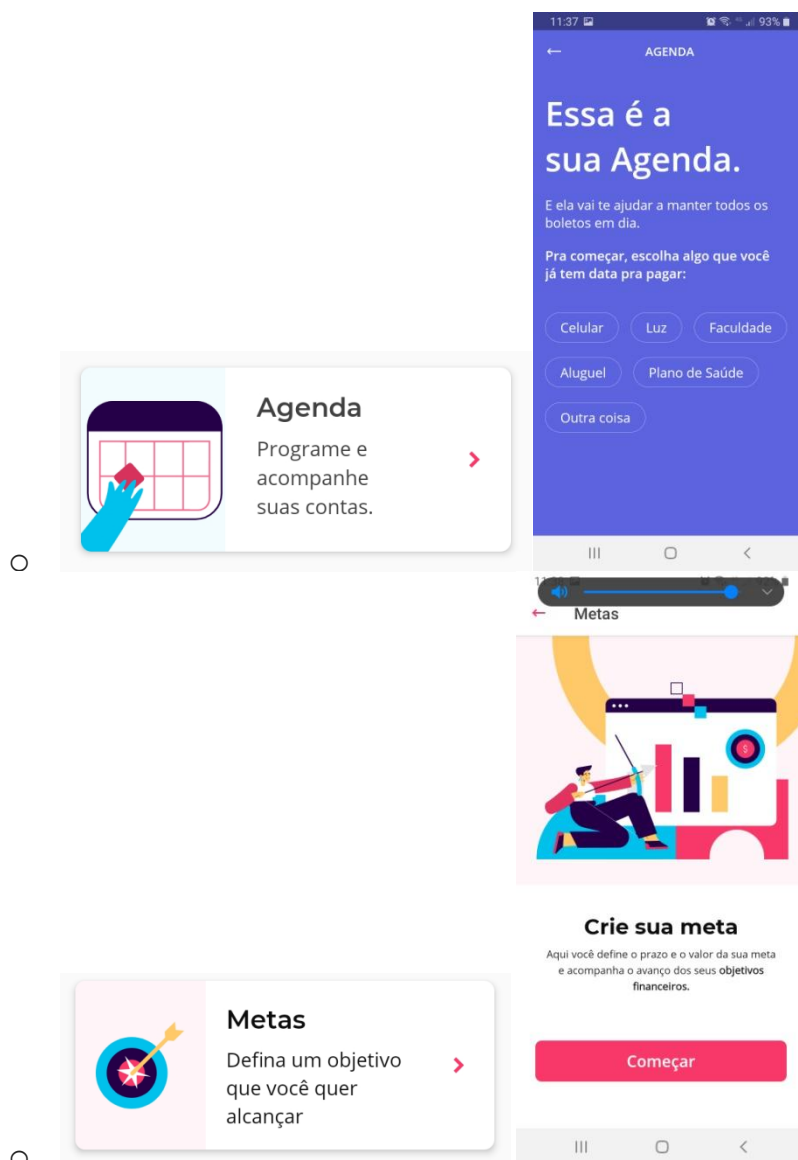 11:37
93%
AGENDA
Essa é a
sua Agenda.
E ela vai te ajudar a manter todos os
boletos em dia.
Pra começar, escolha algo que você
já tem data pra pagar:
Celular
Luz
Faculdade
Aluguel
Plano de Saúde
Outra coisa
Agenda
Programe e
acompanhe
suas contas.
Metas
Crie sua meta
Aqui você define o prazo e o valor da sua meta
e acompanha o avanço dos seus objetivos
financeiros.
Começar
Metas
Defina um objetivo
que você quer
alcançar